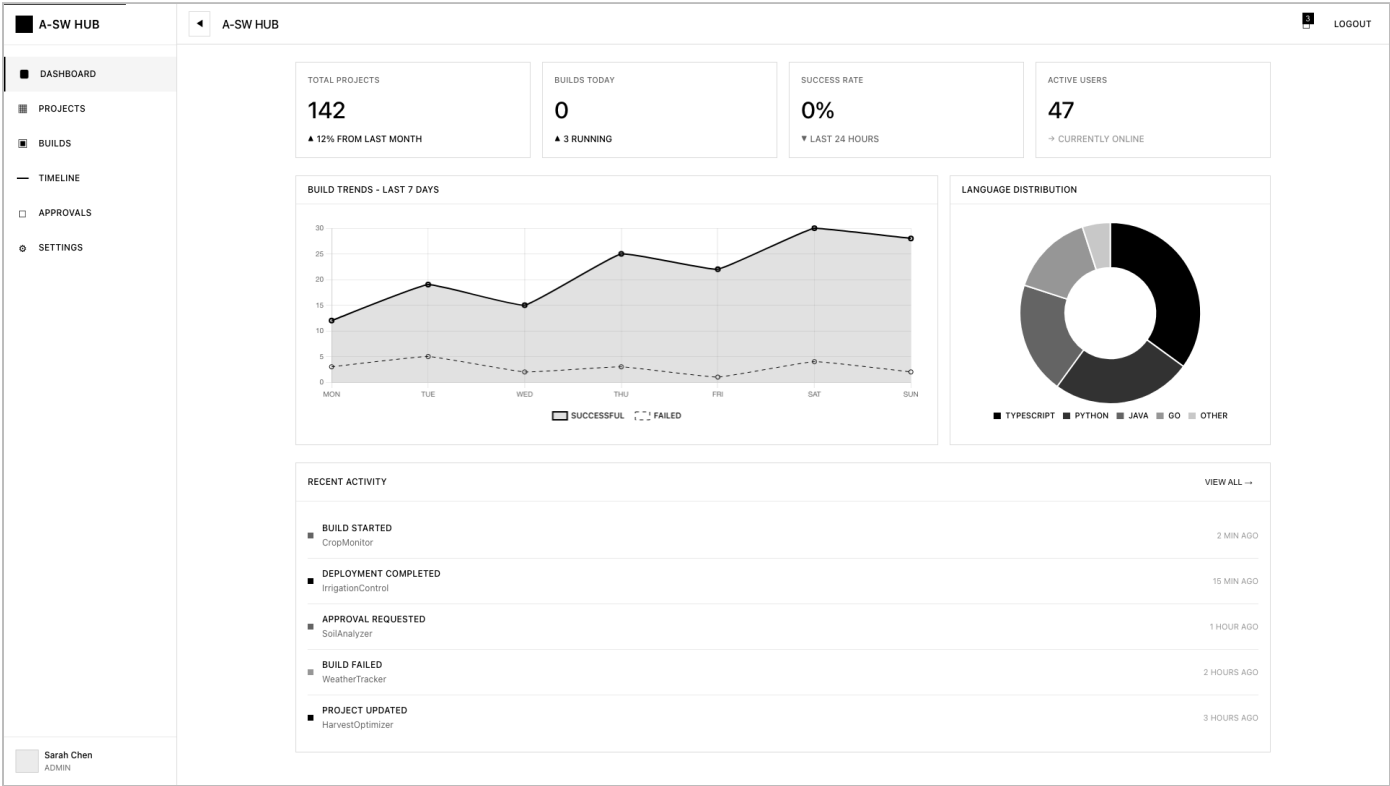 A-SW HUB
DASHBOARD
PROJECTS
BUILDS
TIMELINE
APPROVALS
SETTINGS
Sarah Chen
ADMIN
A-SW HUB
3
LOGOUT
TOTAL PROJECTS
142
▲ 12% FROM LAST MONTH
BUILDS TODAY
0
▲ 3 RUNNING
SUCCESS RATE
0%
▼ LAST 24 HOURS
ACTIVE USERS
47
→ CURRENTLY ONLINE
BUILD TRENDS - LAST 7 DAYS
30
25
20
15
10
5
0
MON TUE WED THU FRI SAT SUN
SUCCESSFUL FAILED
LANGUAGE DISTRIBUTION
TYPESCRIPT PYTHON JAVA GO OTHER
RECENT ACTIVITY
VIEW ALL →
BUILD STARTED
CropMonitor
2 MIN AGO
DEPLOYMENT COMPLETED
IrrigationControl
15 MIN AGO
APPROVAL REQUESTED
SoilAnalyzer
1 HOUR AGO
BUILD FAILED
WeatherTracker
2 HOURS AGO
PROJECT UPDATED
HarvestOptimizer
3 HOURS AGO